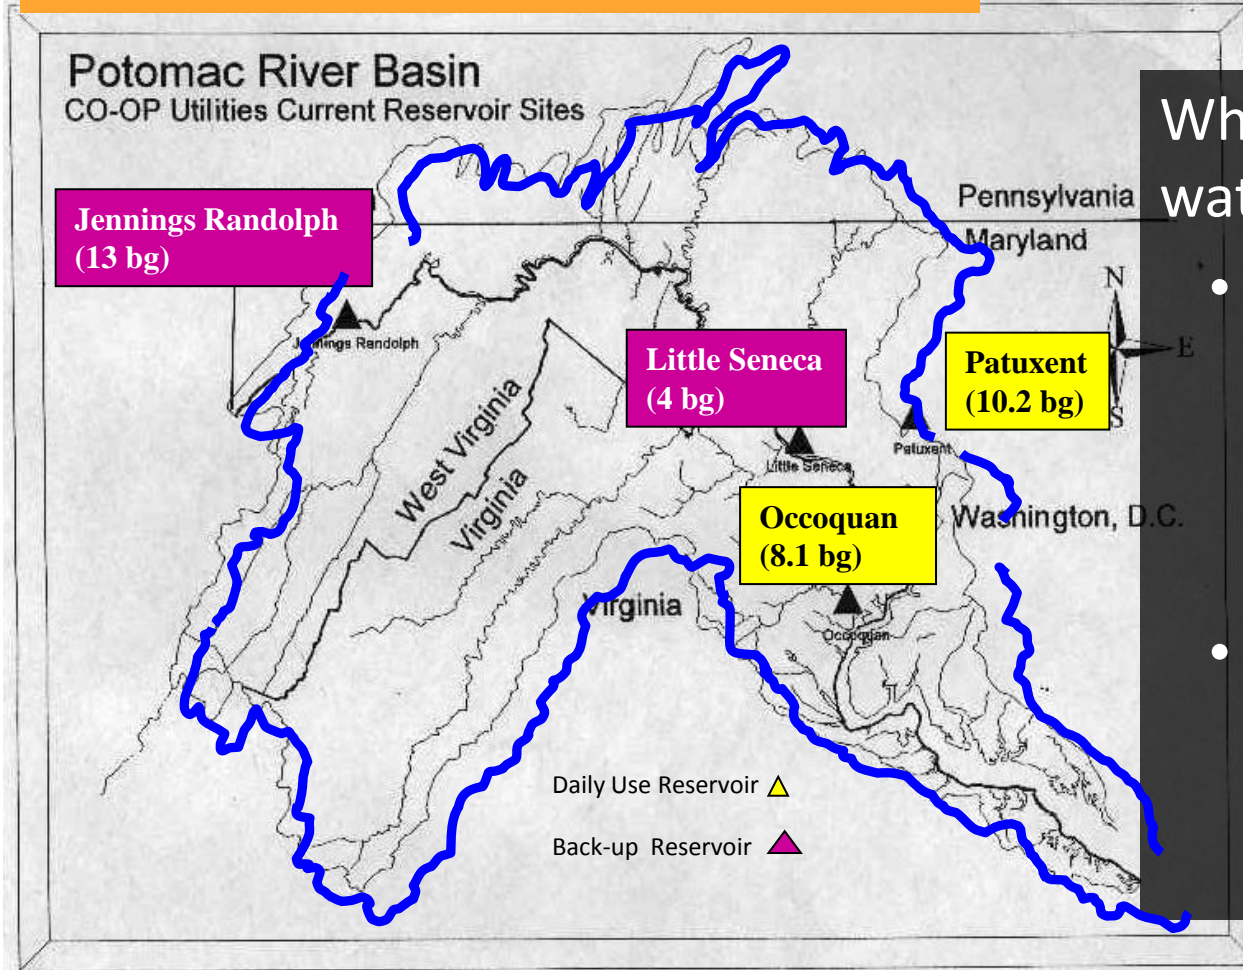 Potomac River Basin
CO-OP Utilities Current Reservoir Sites
Wh
wat
Pennsylvania
Maryland
Jennings Randolph
(13 bg)
N
E
S
Jennings Randolph
Little Seneca
(4 bg)
Patuxent
(10.2 bg)
Patuxent
Little Seneca
West Virginia
Virginia
Occoquan
(8.1 bg)
Washington, D.C.
Virginia
Occoquan
Daily Use Reservoir
Back-up Reservoir